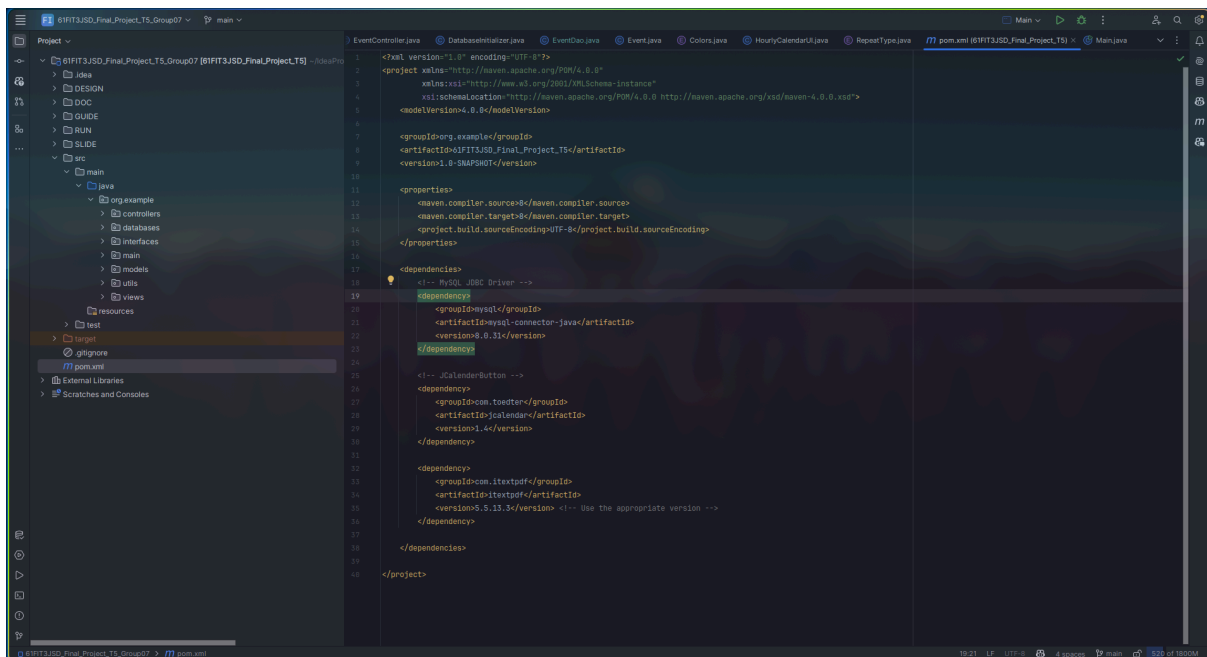 FI 61FIT3JSD_Final_Project_T5_Group07 main Main
Project
EventController.java DatabaseInitializer.java EventDao.java Event.java Colors.java HourlyCalendarUI.java RepeatType.java pom.xml (61FIT3JSD_Final_Project_T5) Main.java
61FIT3JSD_Final_Project_T5_Group07 [61FIT3JSD_Final_Project_T5] ~/IdeaPro
.idea
DESIGN
DOC
GUIDE
RUN
SLIDE
src
main
java
org.example
controllers
databases
interfaces
main
models
utils
views
resources
test
target
.gitignore
pom.xml
External Libraries
Scratches and Consoles
1 <?xml version="1.0" encoding="UTF-8"?>
2 <project xmlns="http://maven.apache.org/POM/4.0.0"
3 xmlns:xsi="http://www.w3.org/2001/XMLSchema-instance"
4 xsi:schemaLocation="http://maven.apache.org/POM/4.0.0 http://maven.apache.org/xsd/maven-4.0.0.xsd">
5 <modelVersion>4.0.0</modelVersion>
6
7 <groupId>org.example</groupId>
8 <artifactId>61FIT3JSD_Final_Project_T5</artifactId>
9 <version>1.0-SNAPSHOT</version>
10
11 <properties>
12 <maven.compiler.source>8</maven.compiler.source>
13 <maven.compiler.target>8</maven.compiler.target>
14 <project.build.sourceEncoding>UTF-8</project.build.sourceEncoding>
15 </properties>
16
17 <dependencies>
18 <!-- MySQL JDBC Driver -->
19 <dependency>
20 <groupId>mysql</groupId>
21 <artifactId>mysql-connector-java</artifactId>
22 <version>8.0.31</version>
23 </dependency>
24
25 <!-- JCalenderButton -->
26 <dependency>
27 <groupId>com.toedter</groupId>
28 <artifactId>jcalendar</artifactId>
29 <version>1.4</version>
30 </dependency>
31
32 <dependency>
33 <groupId>com.itextpdf</groupId>
34 <artifactId>itextpdf</artifactId>
35 <version>5.5.13.3</version> <!-- Use the appropriate version -->
36 </dependency>
37
38 </dependencies>
39
40 </project>
61FIT3JSD_Final_Project_T5_Group07 > pom.xml 19:21 LF UTF-8 4 spaces main 520 of 1800M